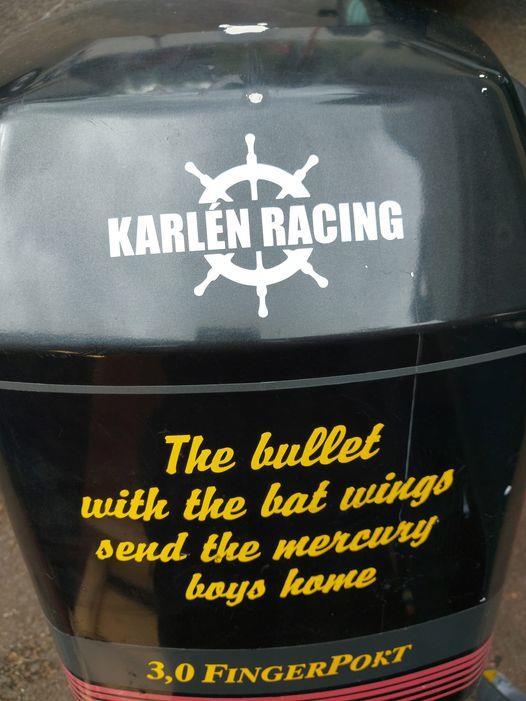 KARLÉN RACING
The bullet
with the bat wings
send the mercury
boys home
3,0 FINGERPORT